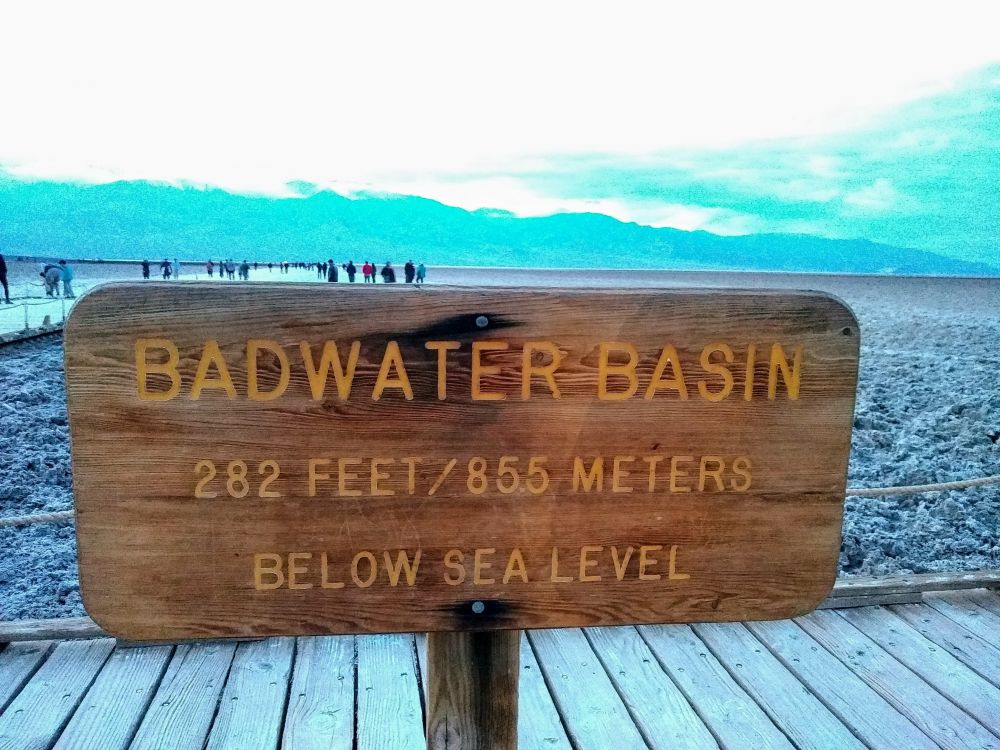 BADWATER BASIN
282 FEET/855 METERS
BELOW SEA LEVEL